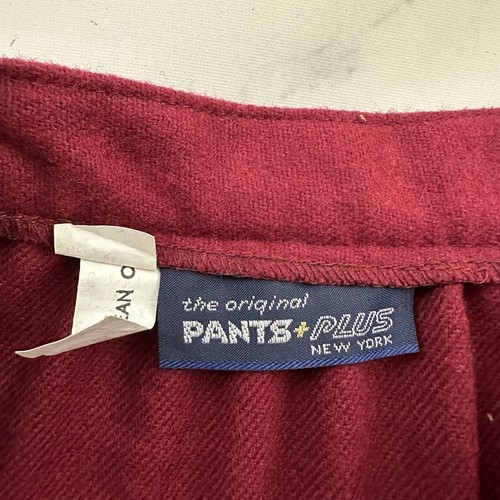 the original
PANTS+PLUS
NEW YORK